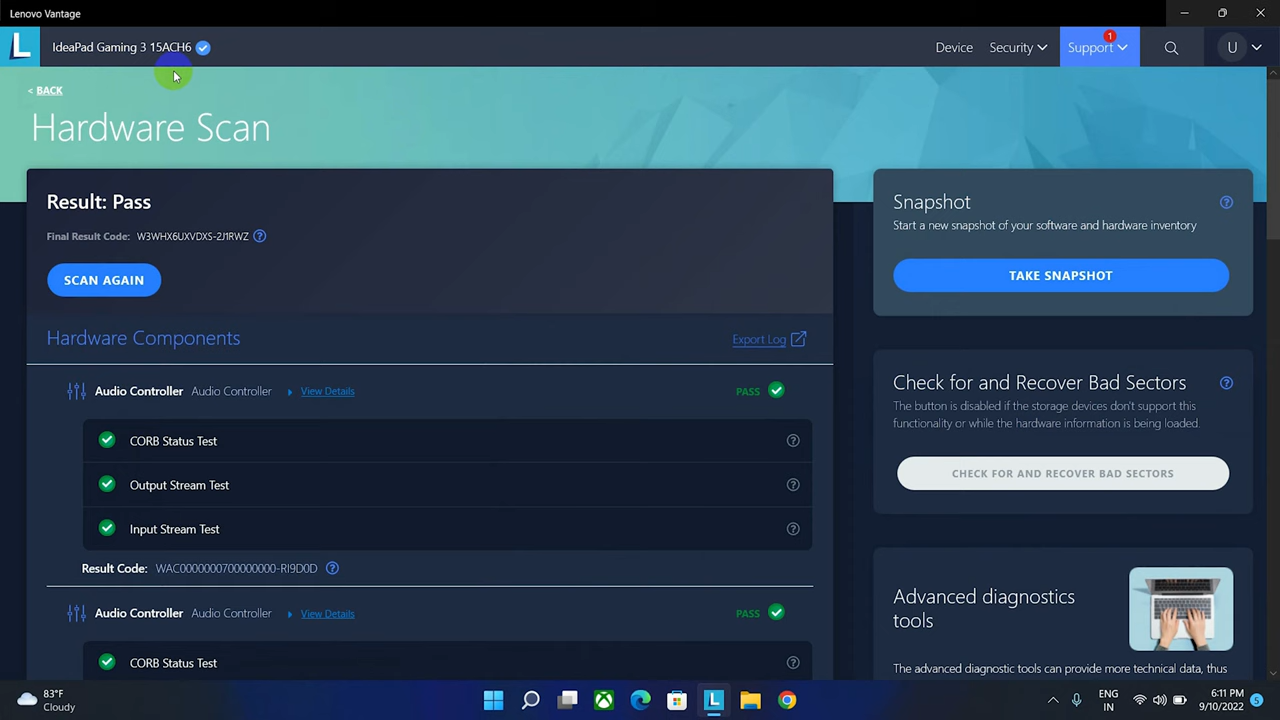 Lenovo Vantage
L
IdeaPad Gaming 3 15ACH6
Device
Security
Support
1
U
< BACK
Hardware Scan
Result: Pass
Final Result Code: W3WHX6UXVDXS-2J1RWZ ?
SCAN AGAIN
Hardware Components
Export Log
Audio Controller Audio Controller View Details PASS
CORB Status Test ?
Output Stream Test ?
Input Stream Test ?
Result Code: WAC0000000700000000-RI9D0D ?
Audio Controller Audio Controller View Details PASS
CORB Status Test ?
Snapshot ?
Start a new snapshot of your software and hardware inventory
TAKE SNAPSHOT
Check for and Recover Bad Sectors ?
The button is disabled if the storage devices don't support this
functionality or while the hardware information is being loaded.
CHECK FOR AND RECOVER BAD SECTORS
Advanced diagnostics
tools
The advanced diagnostic tools can provide more technical data, thus
83°F
Cloudy
L
ENG
IN
6:11 PM
9/10/2022
5